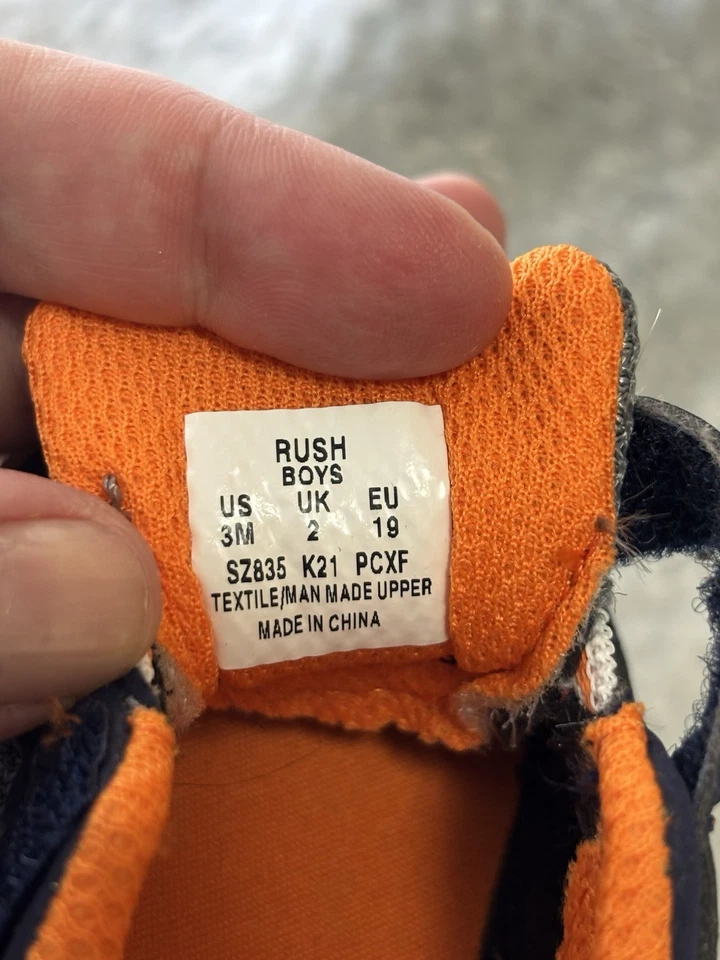 RUSH
BOYS
US UK EU
3M 2 19
SZ835 K21 PCXF
TEXTILE/MAN MADE UPPER
MADE IN CHINA